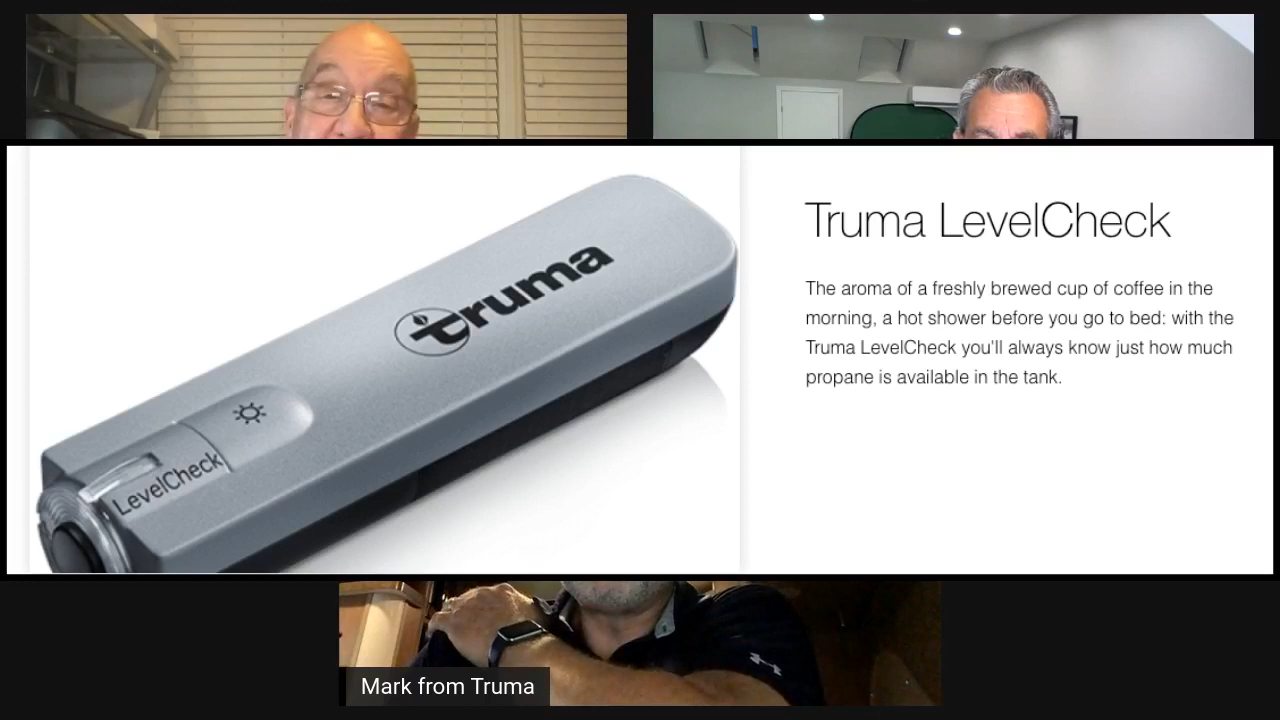 truma
LevelCheck
Truma LevelCheck
The aroma of a freshly brewed cup of coffee in the
morning, a hot shower before you go to bed: with the
Truma LevelCheck you'll always know just how much
propane is available in the tank.
Mark from Truma